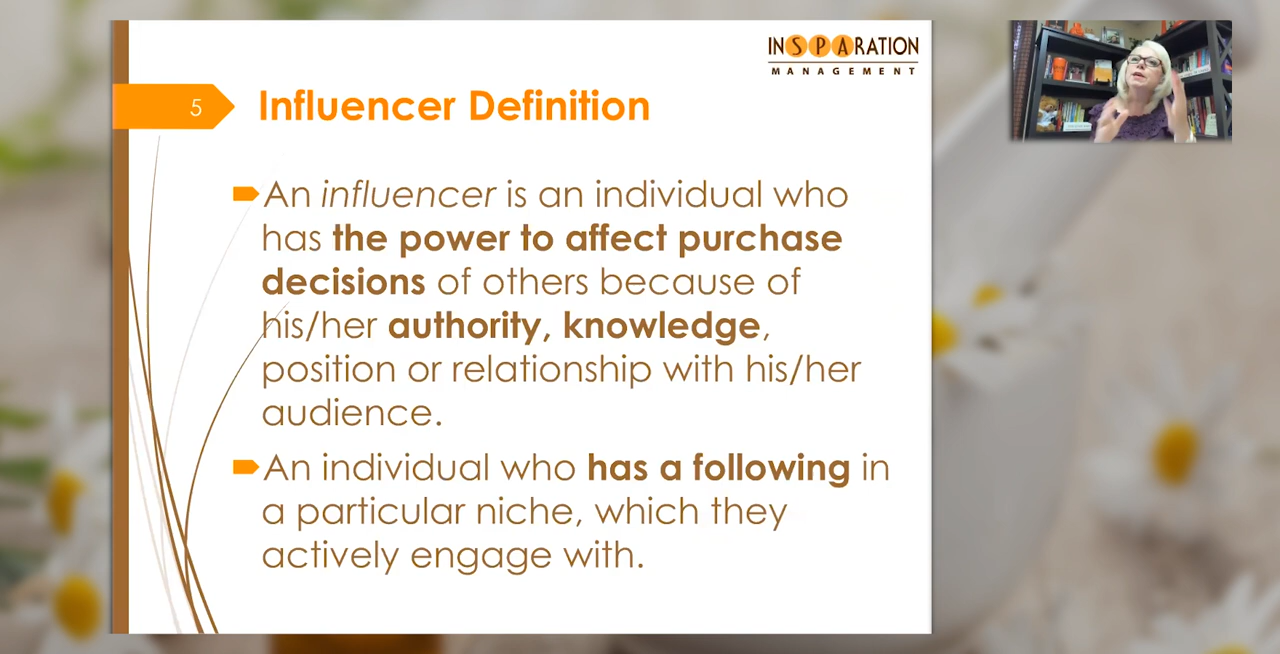 INSPARATION
MANAGEMENT
5
Influencer Definition
An influencer is an individual who
has the power to affect purchase
decisions of others because of
his/her authority, knowledge,
position or relationship with his/her
audience.
An individual who has a following in
a particular niche, which they
actively engage with.